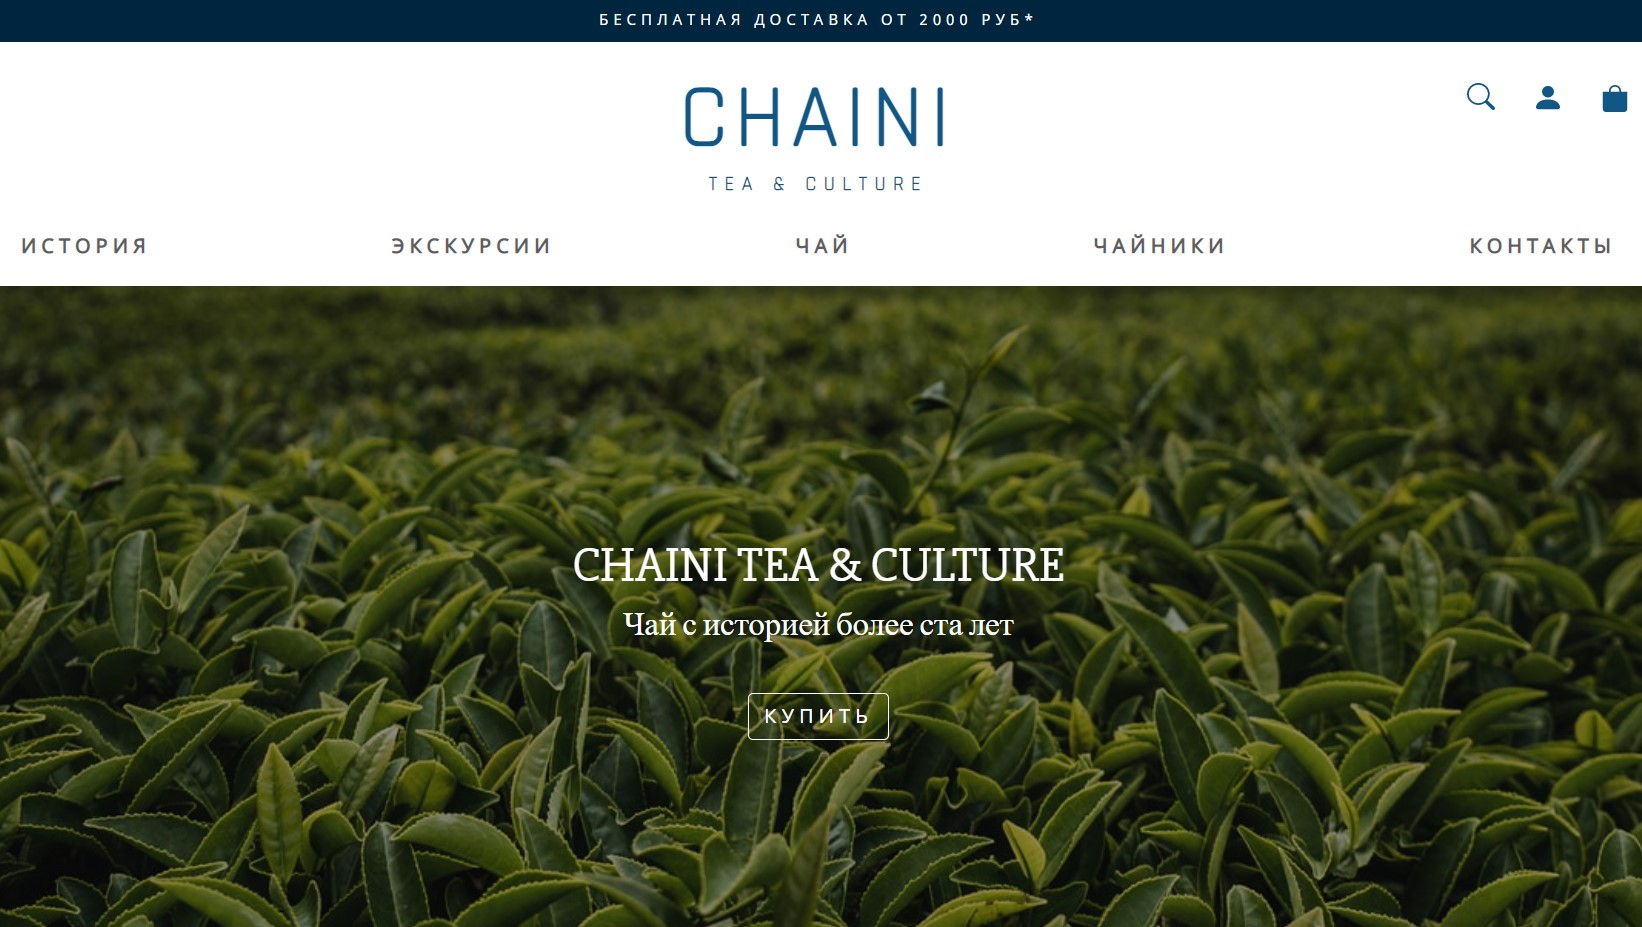 БЕСПЛАТНАЯ ДОСТАВКА ОТ 2000 РУБ*
CHAINI
TEA & CULTURE
ИСТОРИЯ ЭКСКУРСИИ ЧАЙ ЧАЙНИКИ КОНТАКТЫ
CHAINI TEA & CULTURE
Чай с историей более ста лет
КУПИТЬ